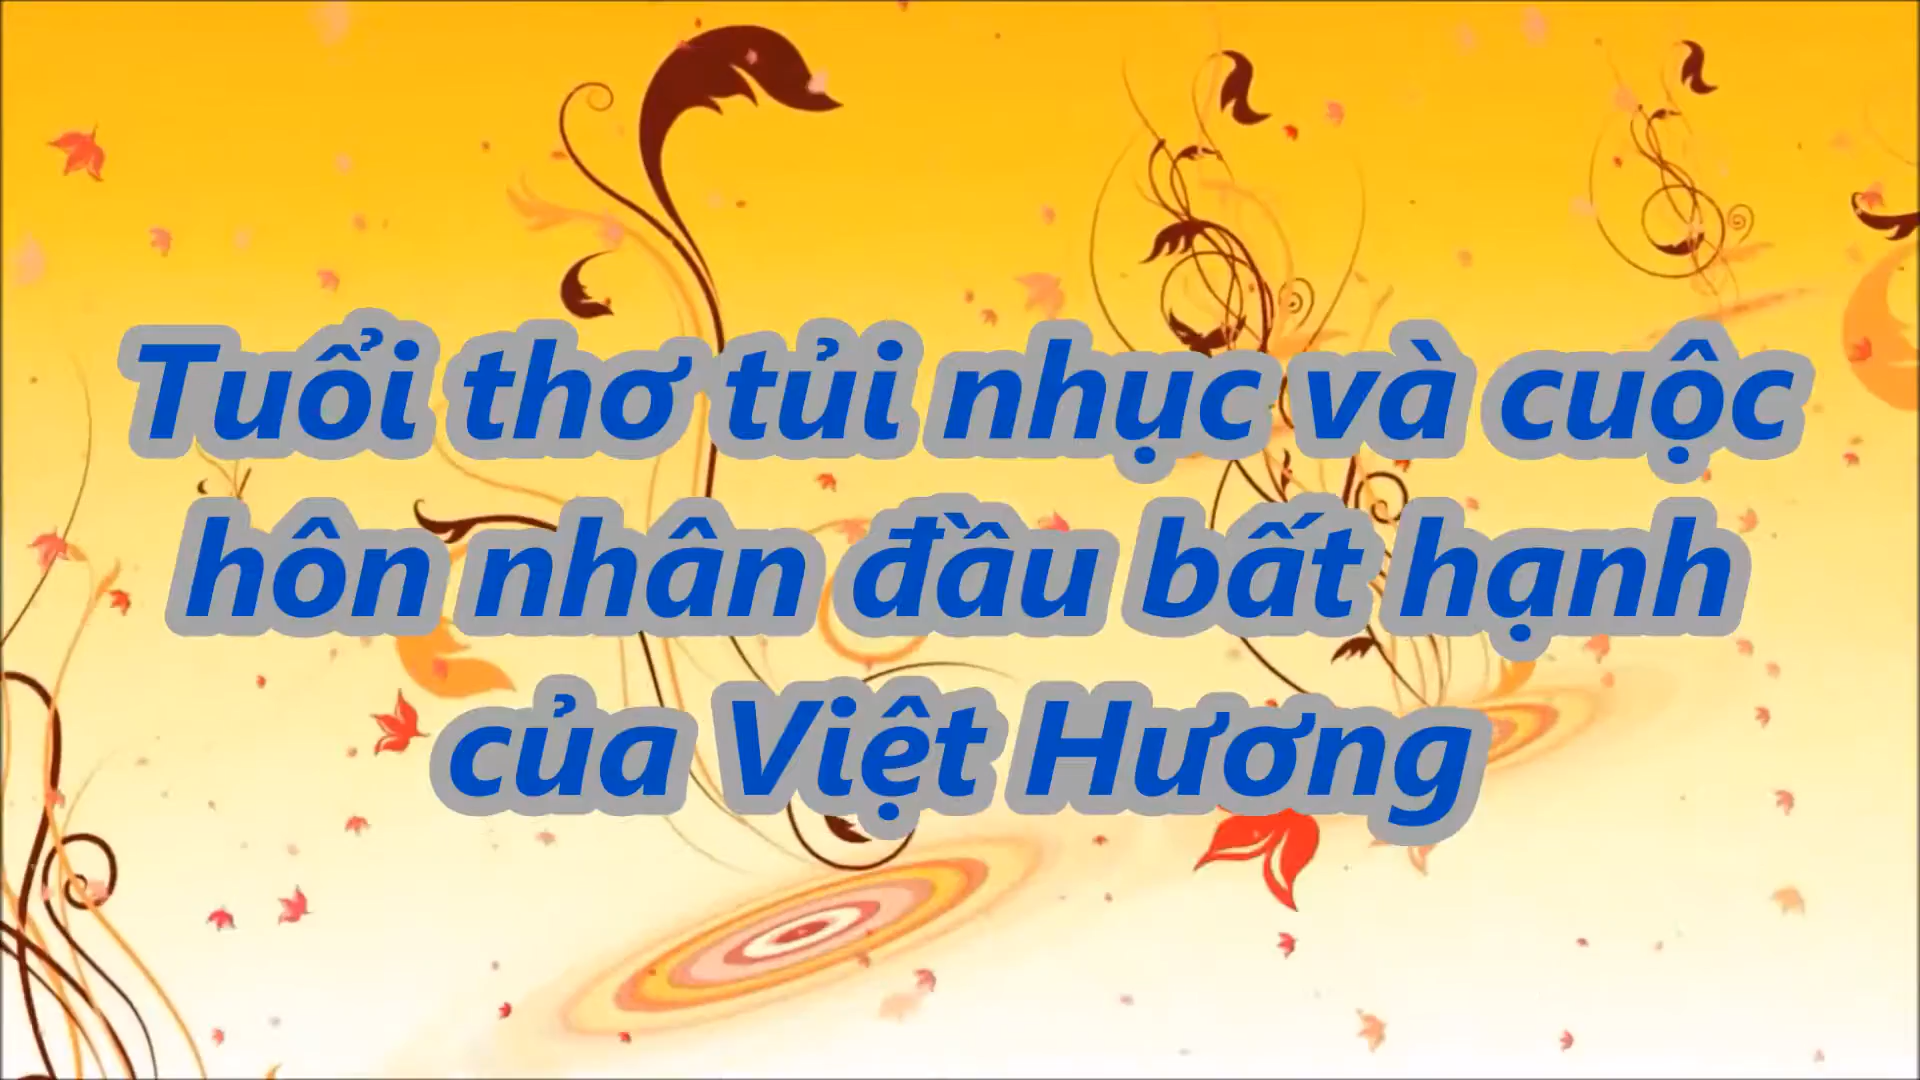 Tuổi thơ tủi nhục và cuộc
hôn nhân đầu bất hạnh
của Việt Hương